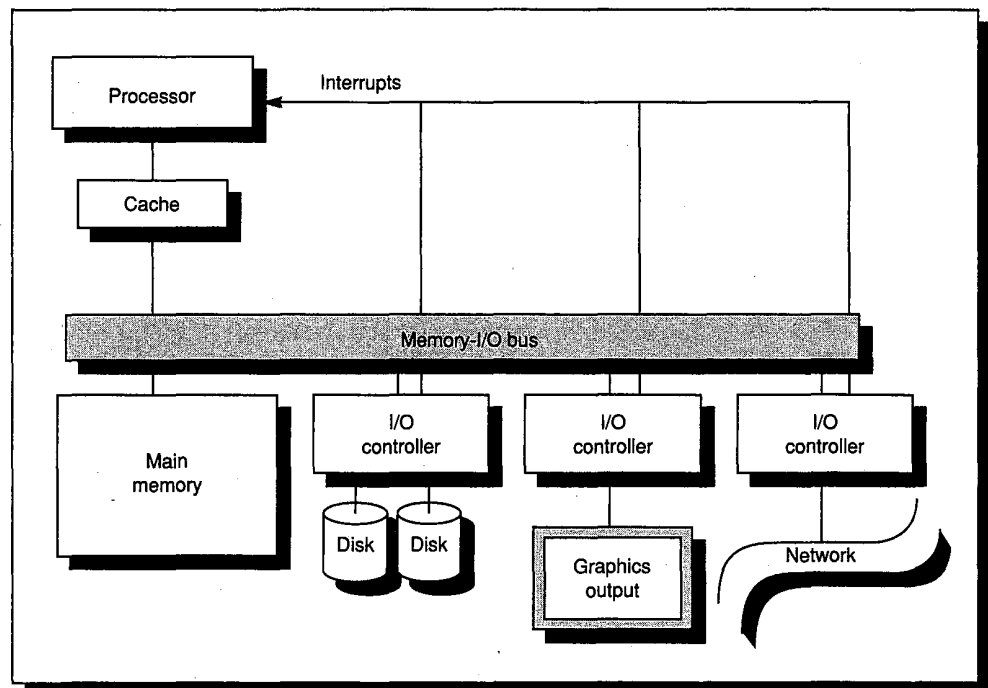 Interrupts
Processor
Cache
Memory-I/O bus
Main
memory
I/O
controller
I/O
controller
I/O
controller
Disk
Disk
Graphics
output
Network